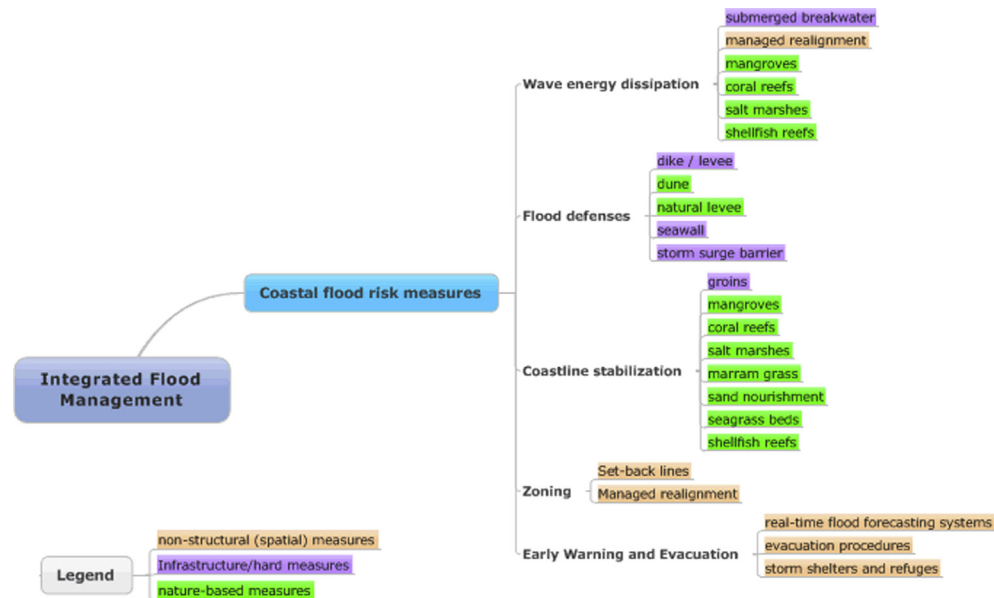 submerged breakwater
managed realignment
mangroves
Wave energy dissipation
coral reefs
salt marshes
shellfish reefs
dike / levee
dune
natural levee
Flood defenses
seawall
storm surge barrier
Coastal flood risk measures
groins
mangroves
coral reefs
salt marshes
Coastline stabilization
marram grass
sand nourishment
seagrass beds
shellfish reefs
Integrated Flood
Management
Set-back lines
Zoning
Managed realignment
real-time flood forecasting systems
Early Warning and Evacuation
evacuation procedures
storm shelters and refuges
Legend
non-structural (spatial) measures
Infrastructure/hard measures
nature-based measures